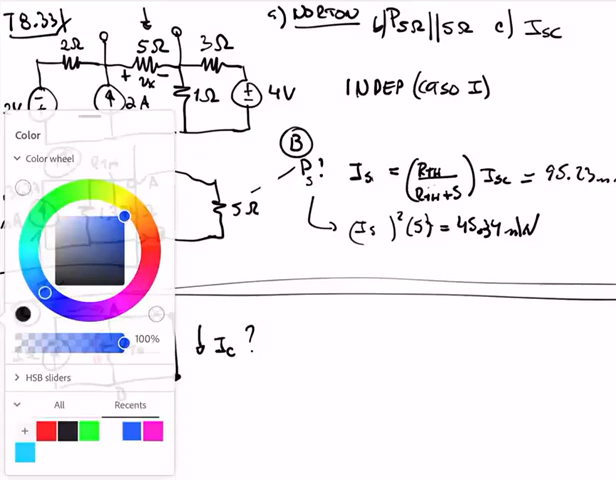 T8.33X
a) NORTON b) P5Ω||5Ω c) Isc
2Ω 5Ω 3Ω
+ Vx −
2A 1Ω 4V
INDEP (caso I)
Color
Color wheel
B
P5?
5Ω
Is = (RTH/RTH+5) Isc = 95.23m
(Is )²(5) = 45.34 mW
100%
↓ Ic ?
HSB sliders
All Recents
+